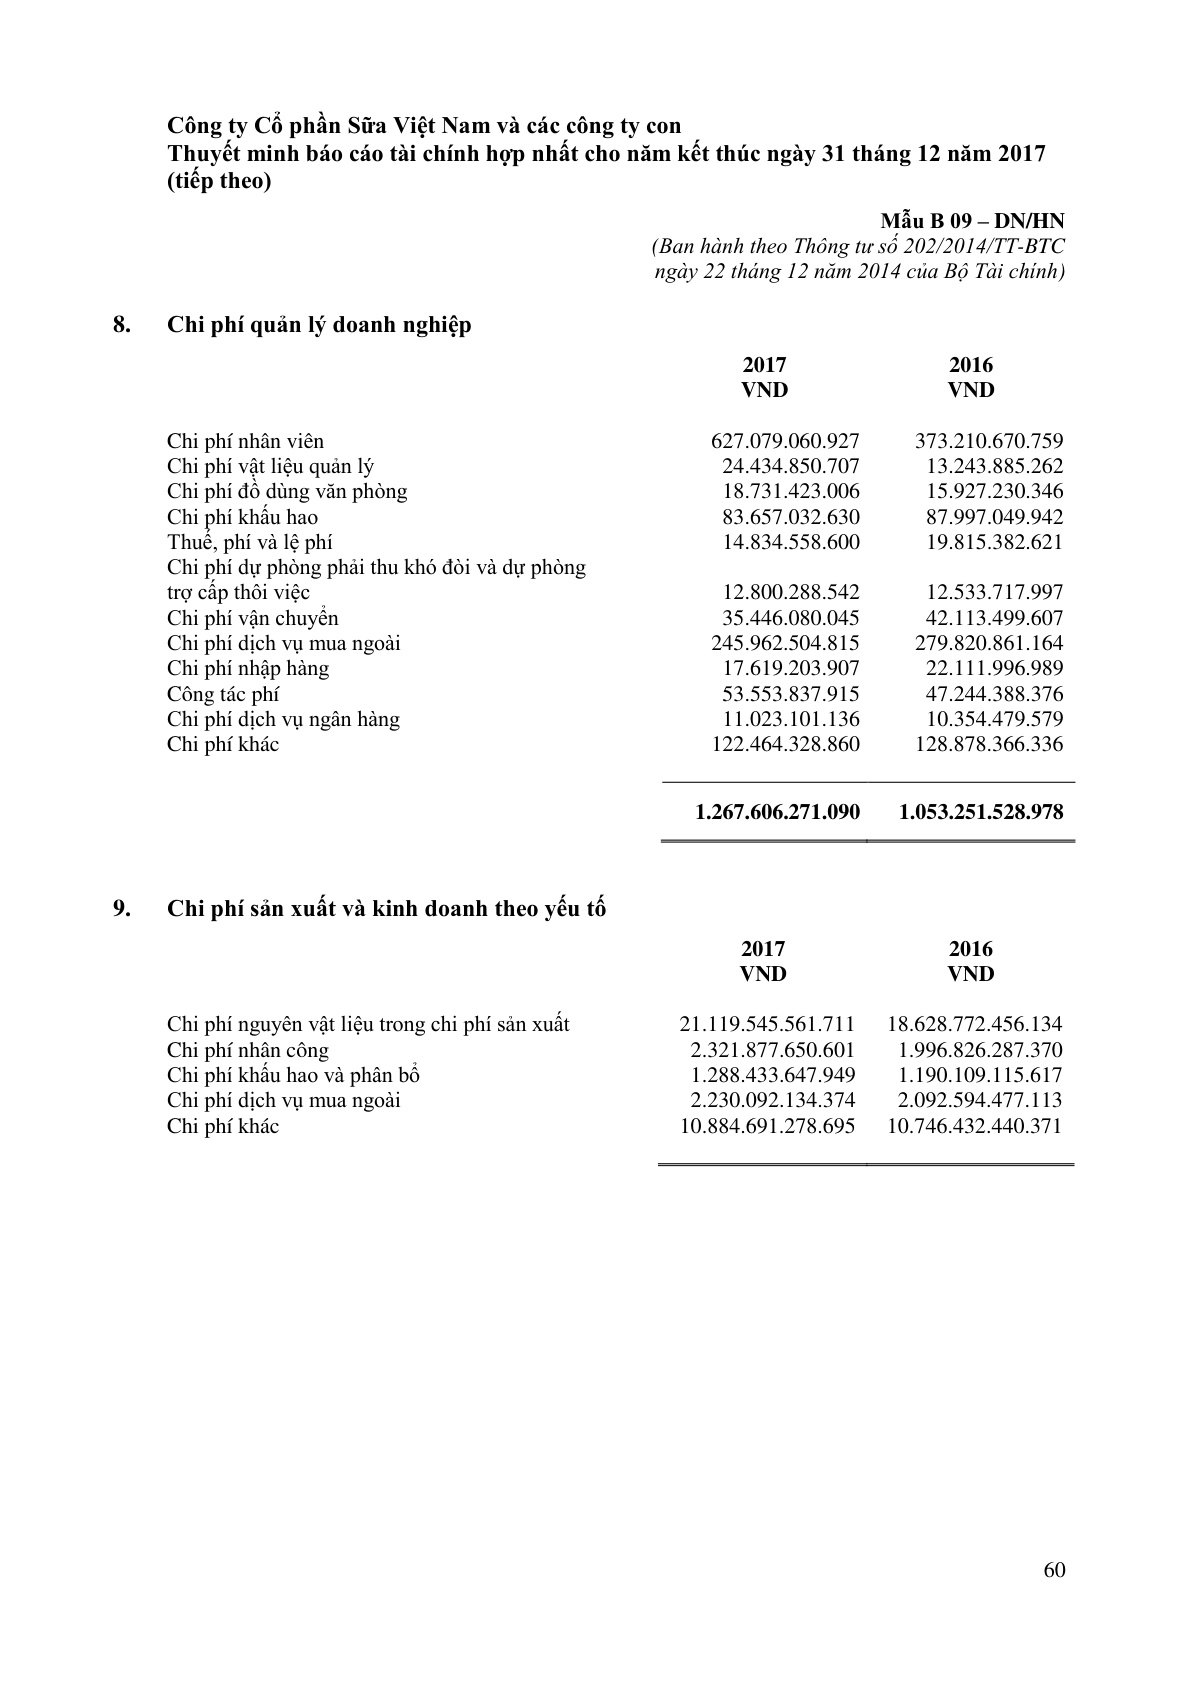 Công ty Cổ phần Sữa Việt Nam và các công ty con
Thuyết minh báo cáo tài chính hợp nhất cho năm kết thúc ngày 31 tháng 12 năm 2017
(tiếp theo)
Mẫu B 09 – DN/HN
(Ban hành theo Thông tư số 202/2014/TT-BTC
ngày 22 tháng 12 năm 2014 của Bộ Tài chính)
8. Chi phí quản lý doanh nghiệp
2017 2016
VND VND
Chi phí nhân viên 627.079.060.927 373.210.670.759
Chi phí vật liệu quản lý 24.434.850.707 13.243.885.262
Chi phí đồ dùng văn phòng 18.731.423.006 15.927.230.346
Chi phí khấu hao 83.657.032.630 87.997.049.942
Thuế, phí và lệ phí 14.834.558.600 19.815.382.621
Chi phí dự phòng phải thu khó đòi và dự phòng
trợ cấp thôi việc 12.800.288.542 12.533.717.997
Chi phí vận chuyển 35.446.080.045 42.113.499.607
Chi phí dịch vụ mua ngoài 245.962.504.815 279.820.861.164
Chi phí nhập hàng 17.619.203.907 22.111.996.989
Công tác phí 53.553.837.915 47.244.388.376
Chi phí dịch vụ ngân hàng 11.023.101.136 10.354.479.579
Chi phí khác 122.464.328.860 128.878.366.336
1.267.606.271.090 1.053.251.528.978
9. Chi phí sản xuất và kinh doanh theo yếu tố
2017 2016
VND VND
Chi phí nguyên vật liệu trong chi phí sản xuất 21.119.545.561.711 18.628.772.456.134
Chi phí nhân công 2.321.877.650.601 1.996.826.287.370
Chi phí khấu hao và phân bổ 1.288.433.647.949 1.190.109.115.617
Chi phí dịch vụ mua ngoài 2.230.092.134.374 2.092.594.477.113
Chi phí khác 10.884.691.278.695 10.746.432.440.371
60